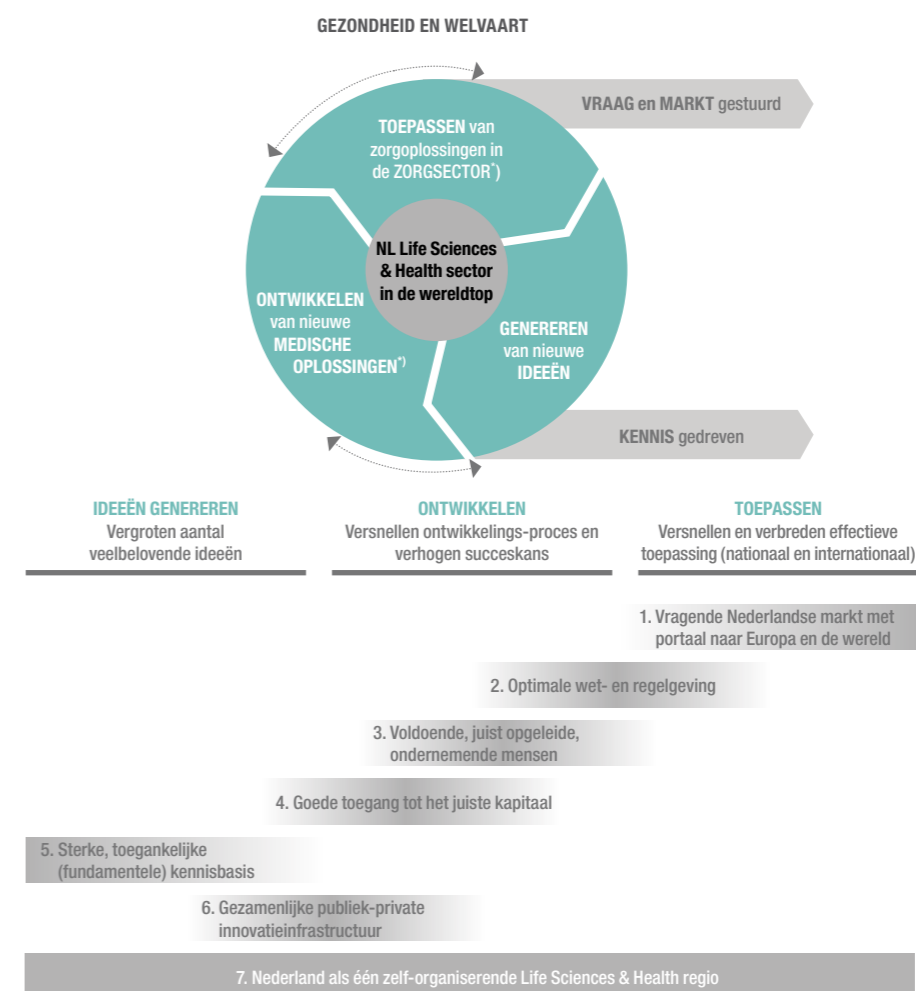 GEZONDHEID EN WELVAART
VRAAG en MARKT gestuurd
TOEPASSEN van
zorgoplossingen in
de ZORGSECTOR*)
NL Life Sciences
& Health sector
in de wereldtop
ONTWIKKELEN
van nieuwe
MEDISCHE
OPLOSSINGEN*)
GENEREREN
van nieuwe
IDEEËN
KENNIS gedreven
IDEEËN GENEREREN
Vergroten aantal
veelbelovende ideeën
ONTWIKKELEN
Versnellen ontwikkelings-proces en
verhogen succeskans
TOEPASSEN
Versnellen en verbreden effectieve
toepassing (nationaal en internationaal)
1. Vragende Nederlandse markt met
portaal naar Europa en de wereld
2. Optimale wet- en regelgeving
3. Voldoende, juist opgeleide,
ondernemende mensen
4. Goede toegang tot het juiste kapitaal
5. Sterke, toegankelijke
(fundamentele) kennisbasis
6. Gezamenlijke publiek-private
innovatieinfrastructuur
7. Nederland als één zelf-organiserende Life Sciences & Health regio